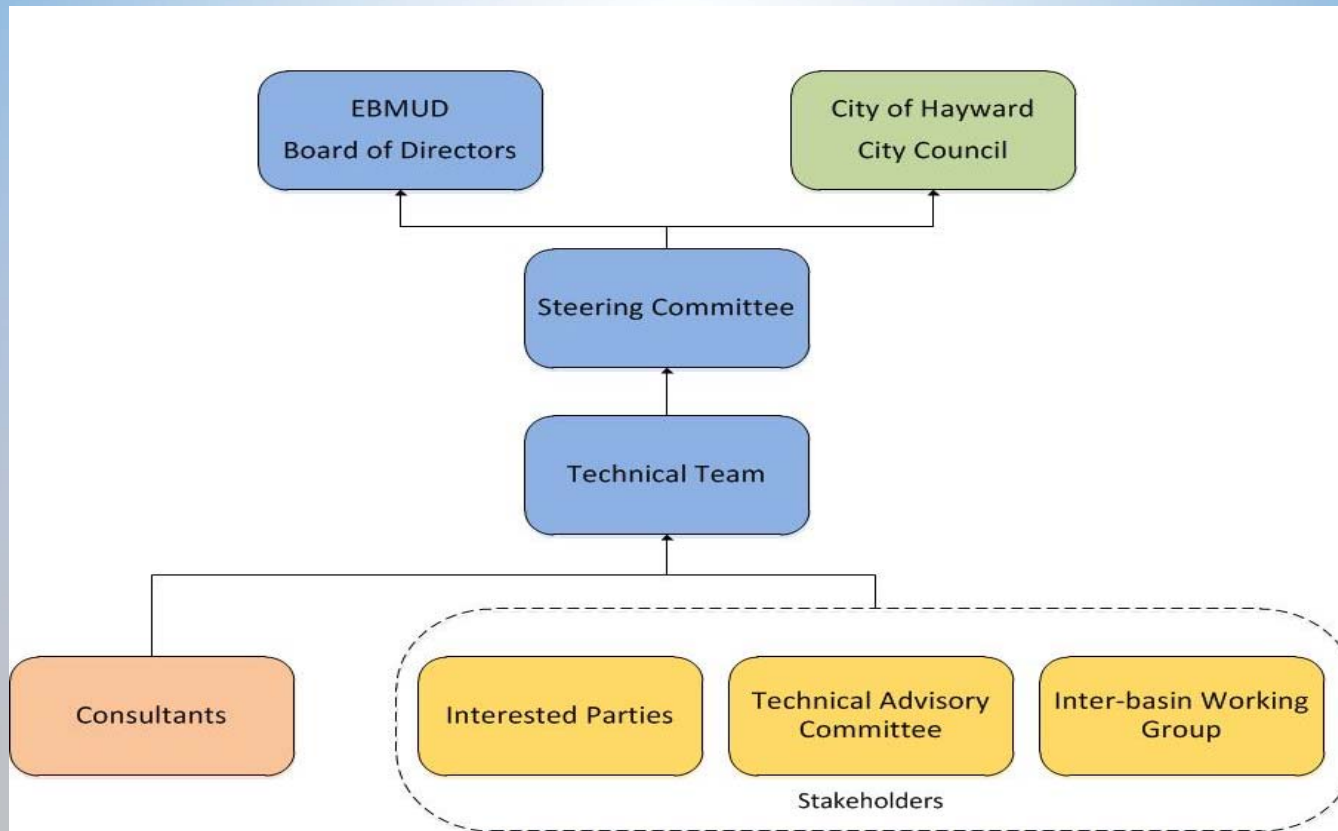 EBMUD
Board of Directors
City of Hayward
City Council
Steering Committee
Technical Team
Consultants
Interested Parties
Technical Advisory
Committee
Inter-basin Working
Group
Stakeholders